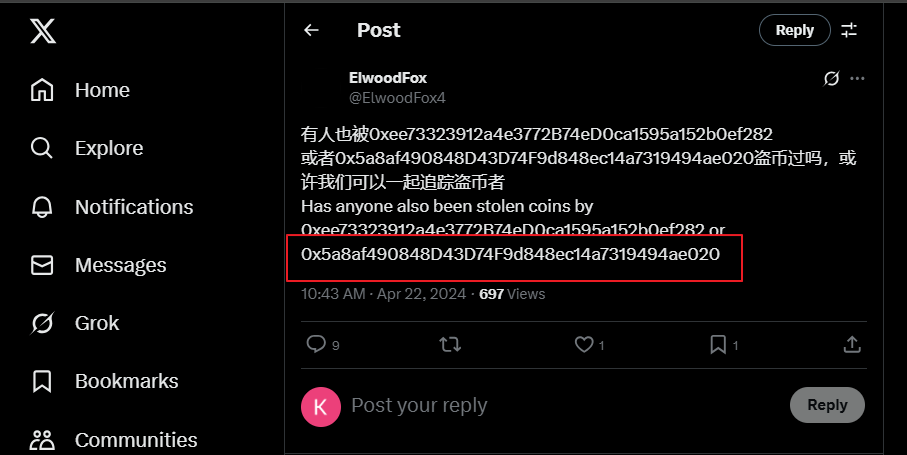 Post
Reply
Home
ElwoodFox
@ElwoodFox4
Explore
有人也被0xee73323912a4e3772B74eD0ca1595a152b0ef282
或者0x5a8af490848D43D74F9d848ec14a7319494ae020盗币过吗，或
许我们可以一起追踪盗币者
Notifications
Has anyone also been stolen coins by
0xee73323912a4e3772B74eD0ca1595a152b0ef282 or
Messages
0x5a8af490848D43D74F9d848ec14a7319494ae020
10:43 AM · Apr 22, 2024 · 697 Views
Grok
9
1
1
Bookmarks
K
Post your reply
Reply
Communities